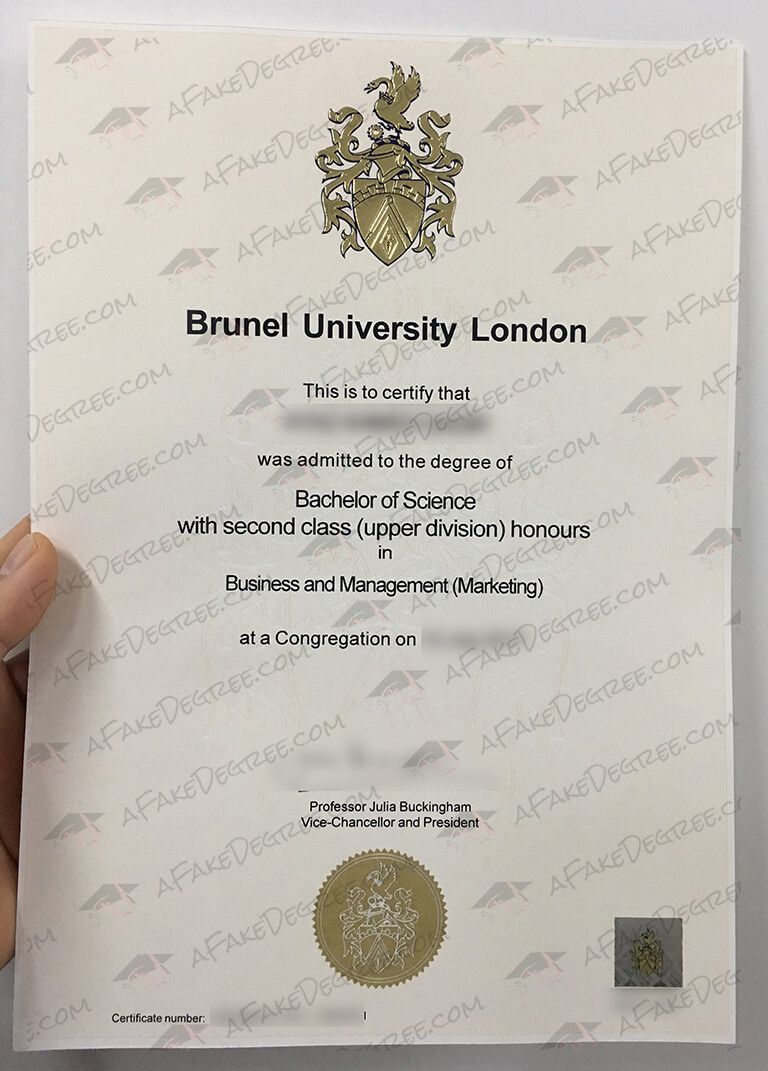 Brunel University London
This is to certify that
was admitted to the degree of
Bachelor of Science
with second class (upper division) honours
in
Business and Management (Marketing)
at a Congregation on
Professor Julia Buckingham
Vice-Chancellor and President
Certificate number:
AFakeDegree.com